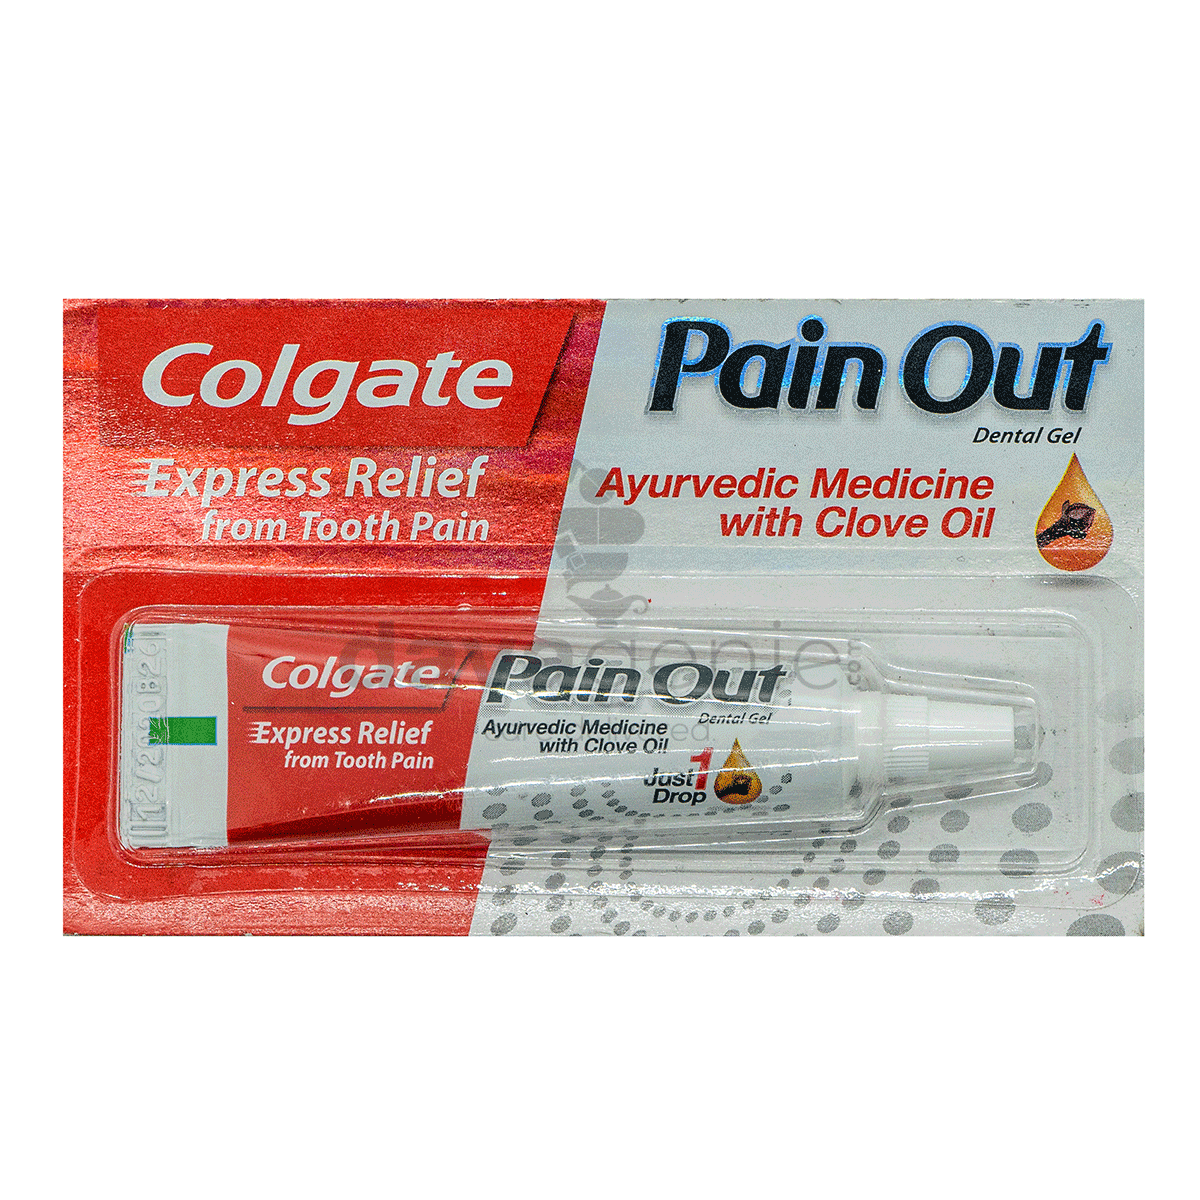 Colgate
Express Relief
from Tooth Pain
Pain Out
Dental Gel
Ayurvedic Medicine
with Clove Oil
dawagenie
Colgate
Express Relief
from Tooth Pain
Pain Out
Dental Gel
Ayurvedic Medicine
with Clove Oil
Just 1
Drop